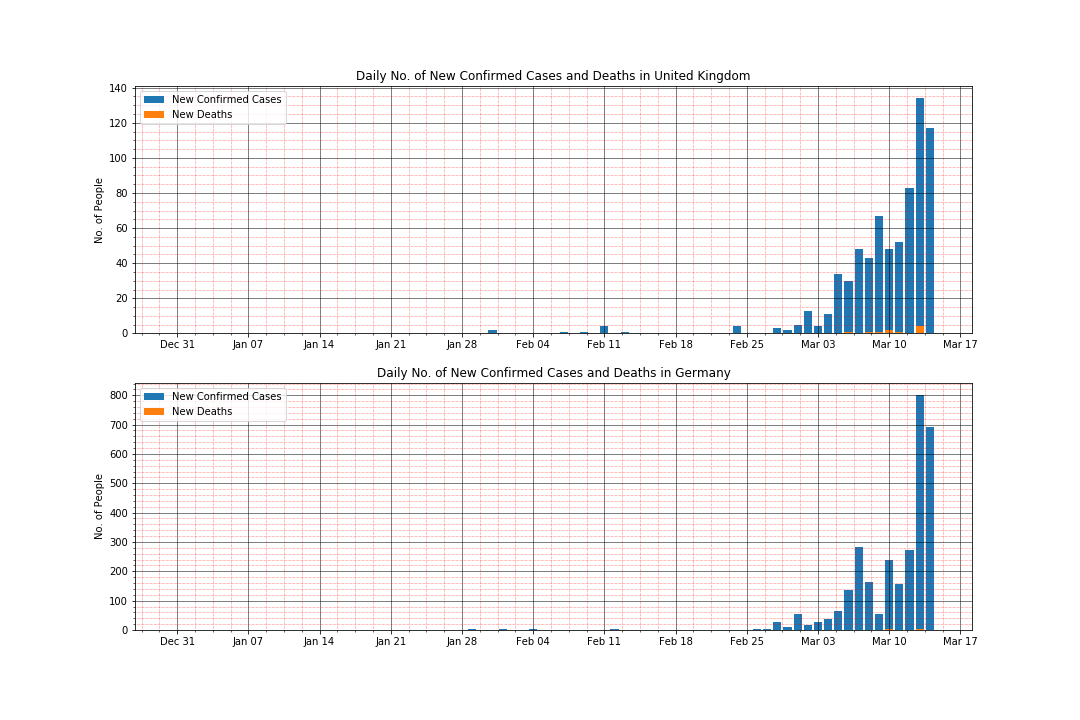 Daily No. of New Confirmed Cases and Deaths in United Kingdom
140
120
100
80
60
40
20
0
No. of People
New Confirmed Cases
New Deaths
Dec 31 Jan 07 Jan 14 Jan 21 Jan 28 Feb 04 Feb 11 Feb 18 Feb 25 Mar 03 Mar 10 Mar 17
Daily No. of New Confirmed Cases and Deaths in Germany
800
700
600
500
400
300
200
100
0
No. of People
New Confirmed Cases
New Deaths
Dec 31 Jan 07 Jan 14 Jan 21 Jan 28 Feb 04 Feb 11 Feb 18 Feb 25 Mar 03 Mar 10 Mar 17